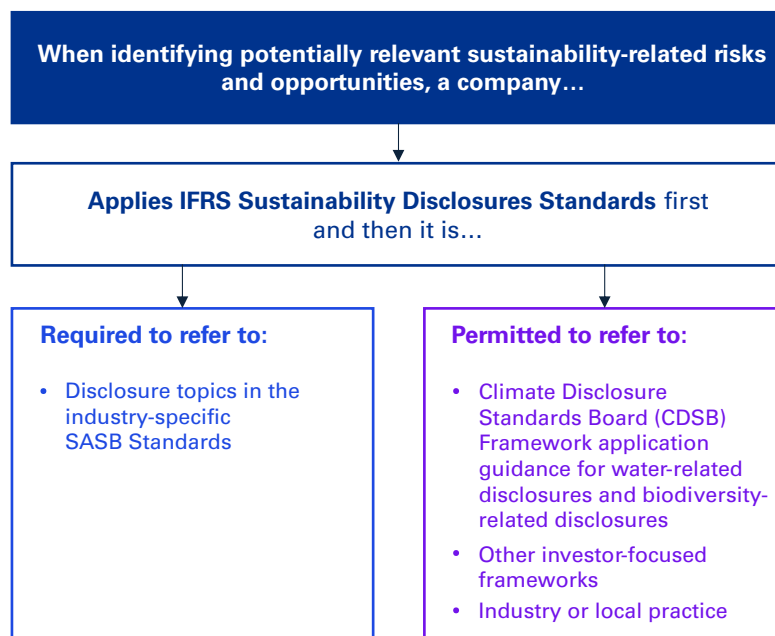 When identifying potentially relevant sustainability-related risks
and opportunities, a company…
Applies IFRS Sustainability Disclosures Standards first
and then it is…
Required to refer to:
• Disclosure topics in the
industry-specific
SASB Standards
Permitted to refer to:
• Climate Disclosure
Standards Board (CDSB)
Framework application
guidance for water-related
disclosures and biodiversity-
related disclosures
• Other investor-focused
frameworks
• Industry or local practice